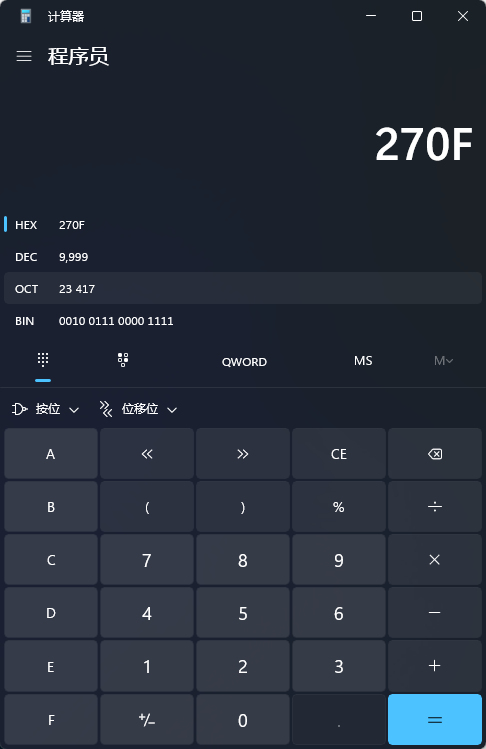 计算器
程序员
270F
HEX 270F
DEC 9,999
OCT 23 417
BIN 0010 0111 0000 1111
QWORD MS M
按位 位移位
A CE
B ( ) % ÷
C 7 8 9 ×
D 4 5 6 −
E 1 2 3 +
F +/− 0 . =